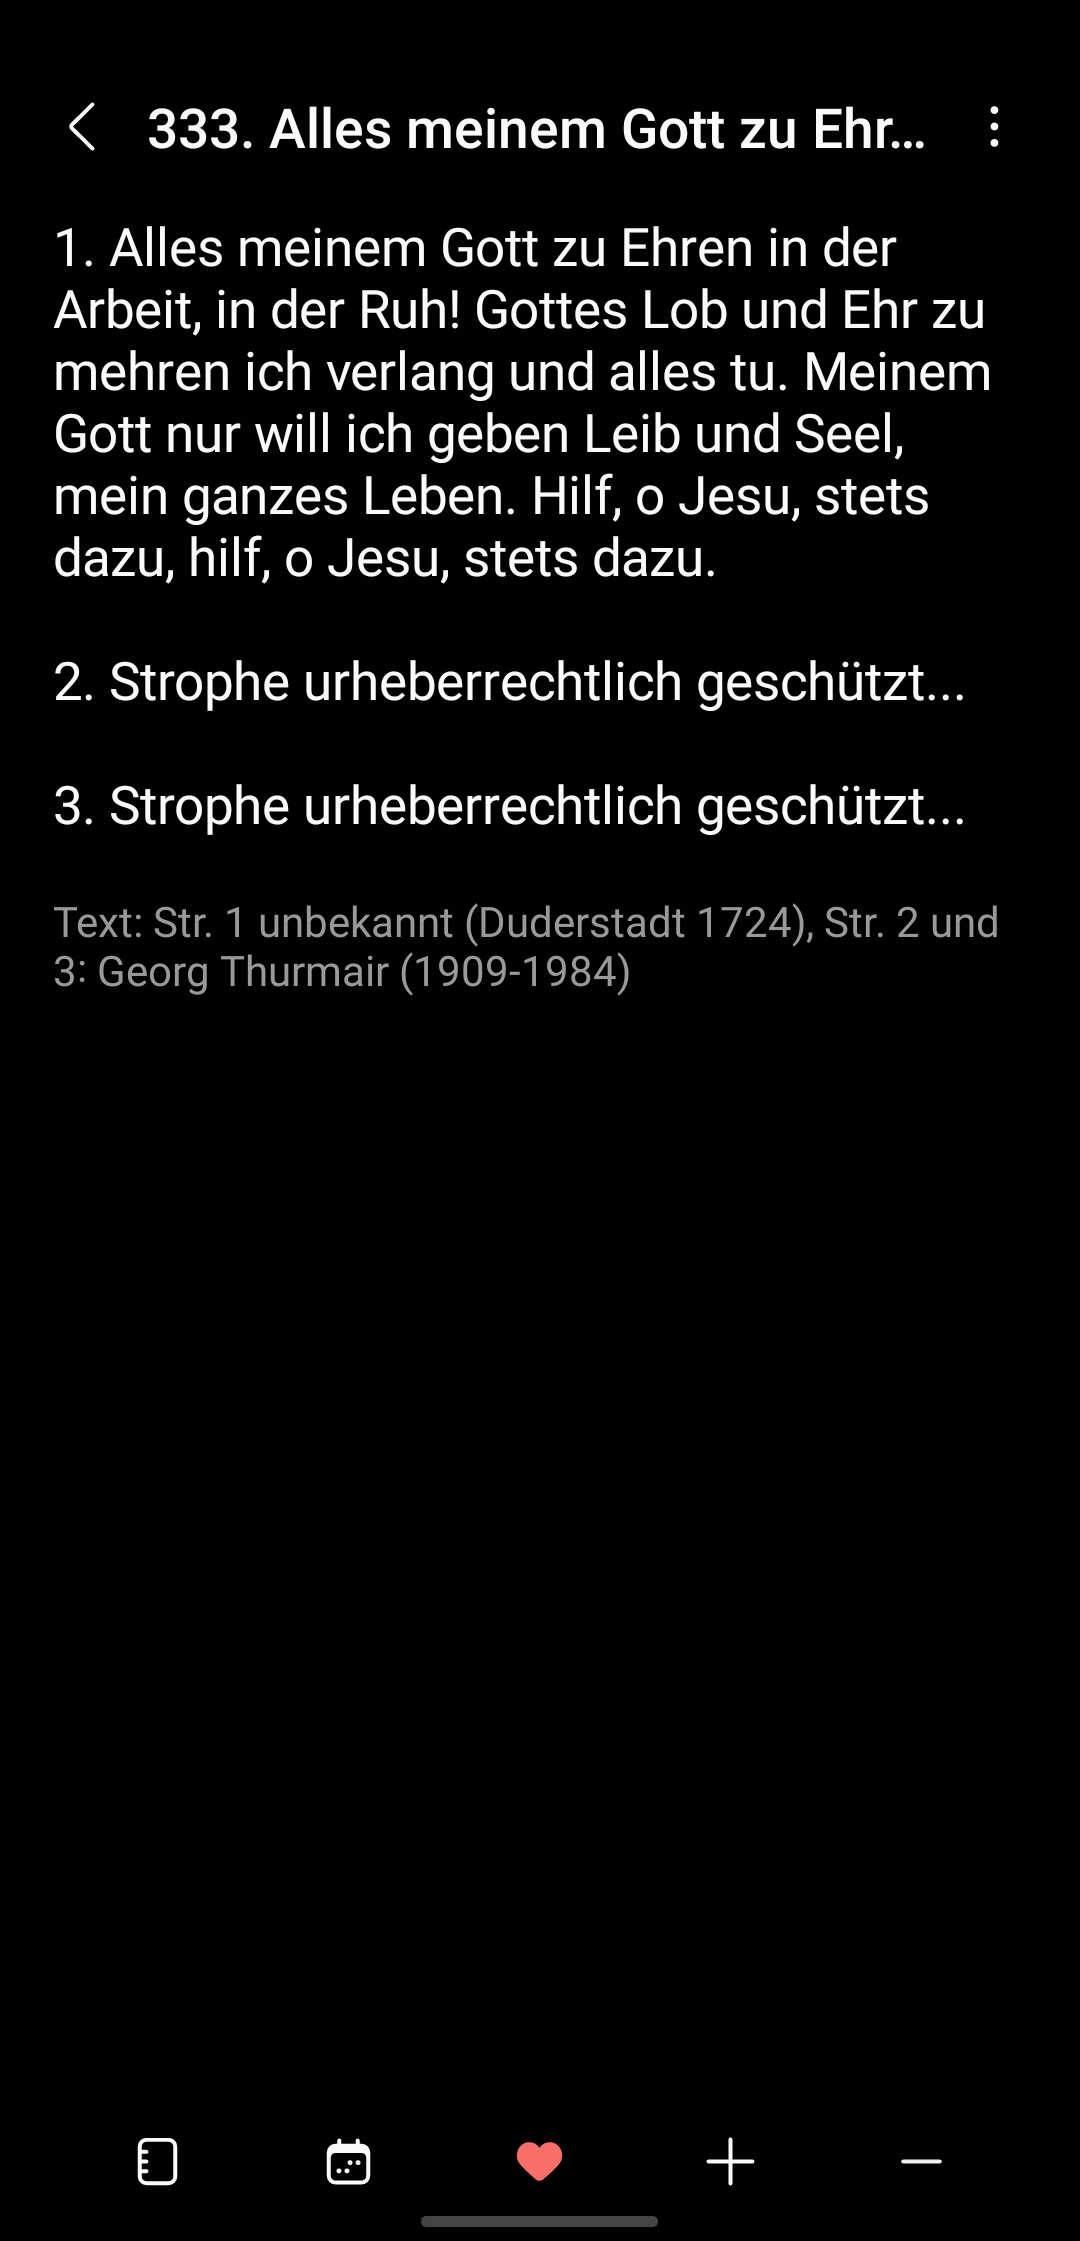 333. Alles meinem Gott zu Ehr...
1. Alles meinem Gott zu Ehren in der
Arbeit, in der Ruh! Gottes Lob und Ehr zu
mehren ich verlang und alles tu. Meinem
Gott nur will ich geben Leib und Seel,
mein ganzes Leben. Hilf, o Jesu, stets
dazu, hilf, o Jesu, stets dazu.
2. Strophe urheberrechtlich geschützt...
3. Strophe urheberrechtlich geschützt...
Text: Str. 1 unbekannt (Duderstadt 1724), Str. 2 und
3: Georg Thurmair (1909-1984)